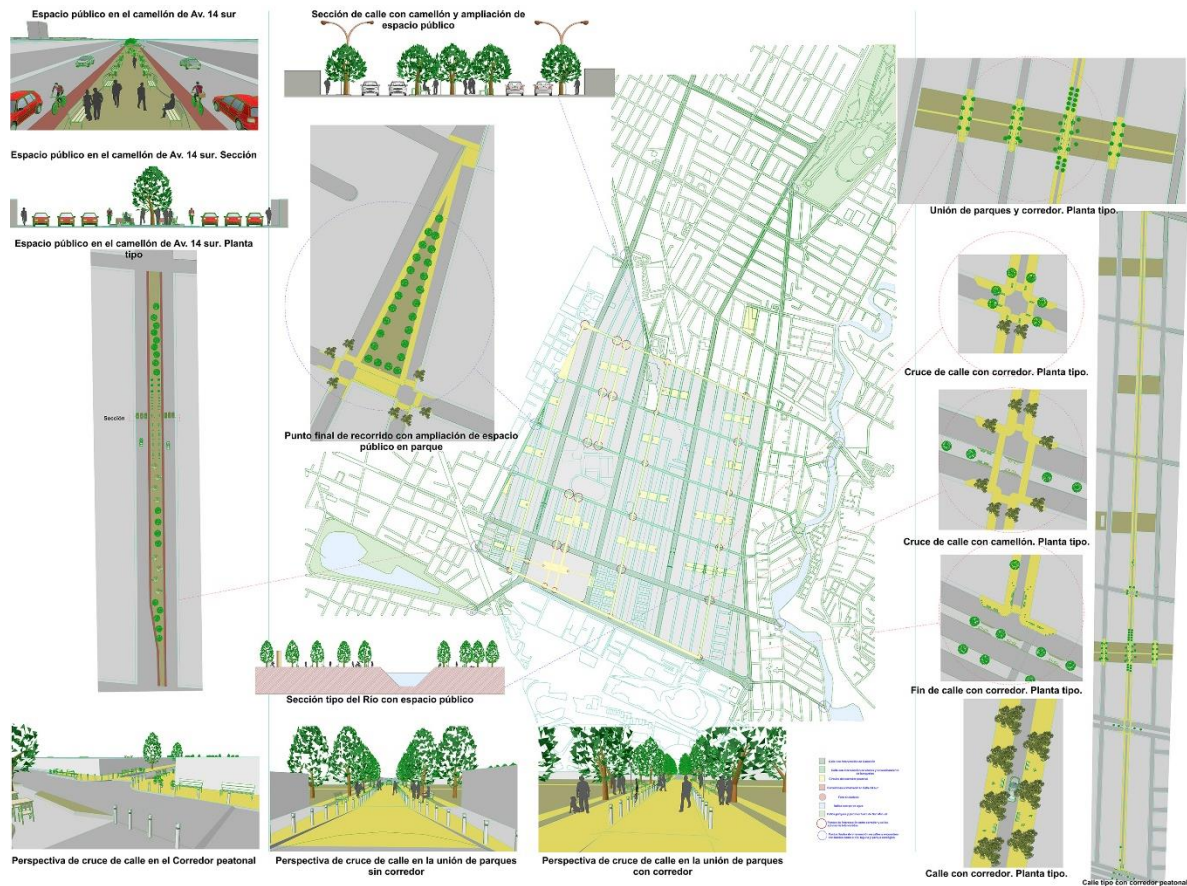 Espacio público en el camellón de Av. 14 sur
Sección de calle con camellón y ampliación de
espacio público
Espacio público en el camellón de Av. 14 sur. Sección
Espacio público en el camellón de Av. 14 sur. Planta
tipo
Sección
Punto final de recorrido con ampliación de espacio
público en parque
Unión de parques y corredor. Planta tipo.
Cruce de calle con corredor. Planta tipo.
Cruce de calle con camellón. Planta tipo.
Fin de calle con corredor. Planta tipo.
Sección tipo del Río con espacio público
Perspectiva de cruce de calle en el Corredor peatonal
Perspectiva de cruce de calle en la unión de parques
sin corredor
Perspectiva de cruce de calle en la unión de parques
con corredor
Calle con corredor. Planta tipo.
Calle tipo con corredor peatonal